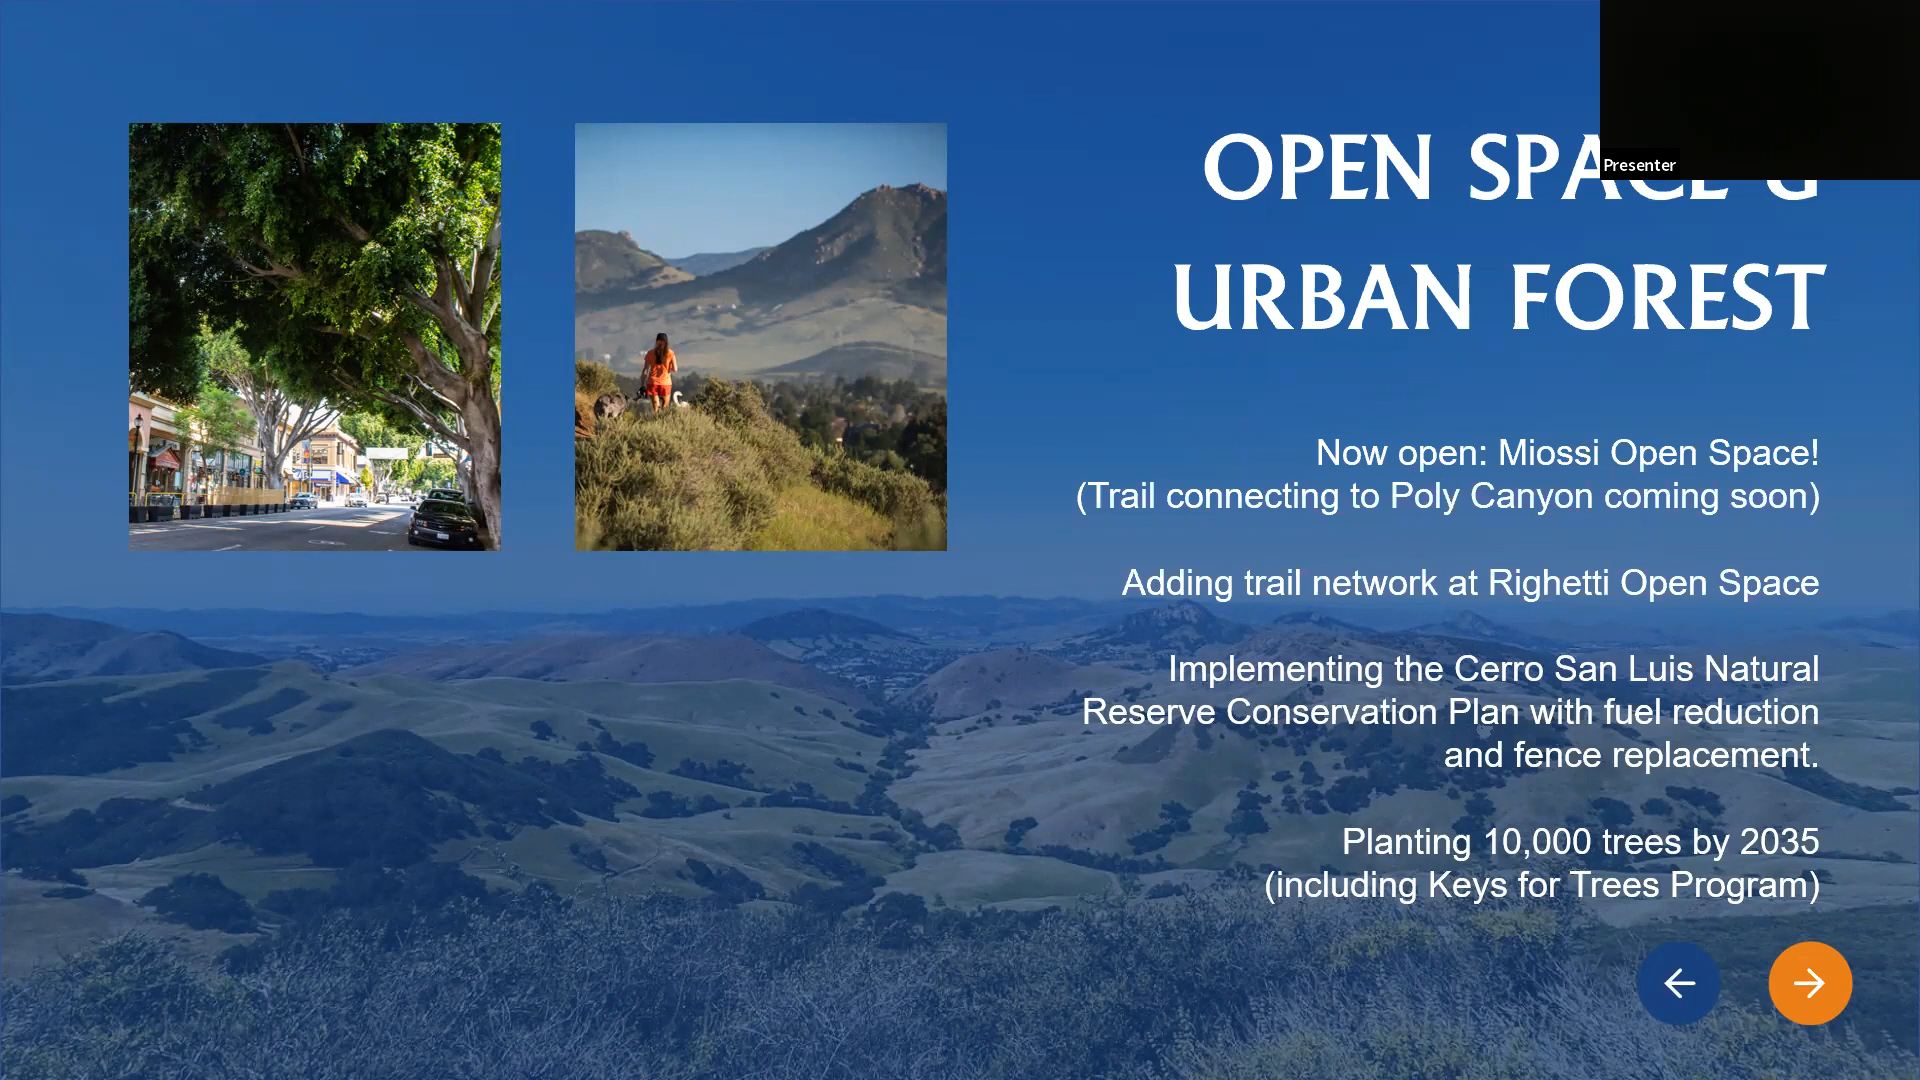 Presenter
OPEN SPACE &
URBAN FOREST
Now open: Miossi Open Space!
(Trail connecting to Poly Canyon coming soon)
Adding trail network at Righetti Open Space
Implementing the Cerro San Luis Natural
Reserve Conservation Plan with fuel reduction
and fence replacement.
Planting 10,000 trees by 2035
(including Keys for Trees Program)